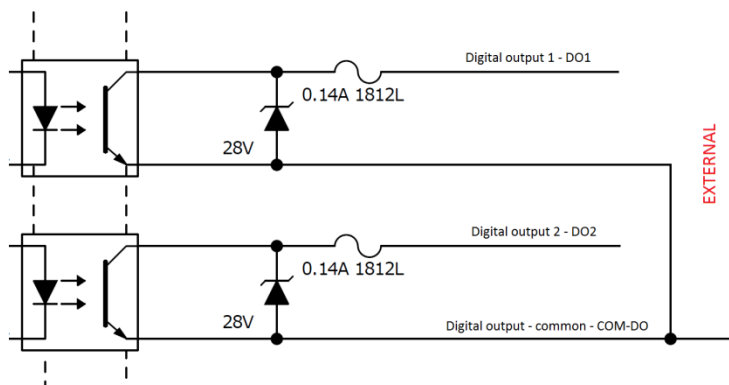 Digital output 1 - DO1
0.14A 1812L
28V
EXTERNAL
Digital output 2 - DO2
0.14A 1812L
28V
Digital output - common - COM-DO